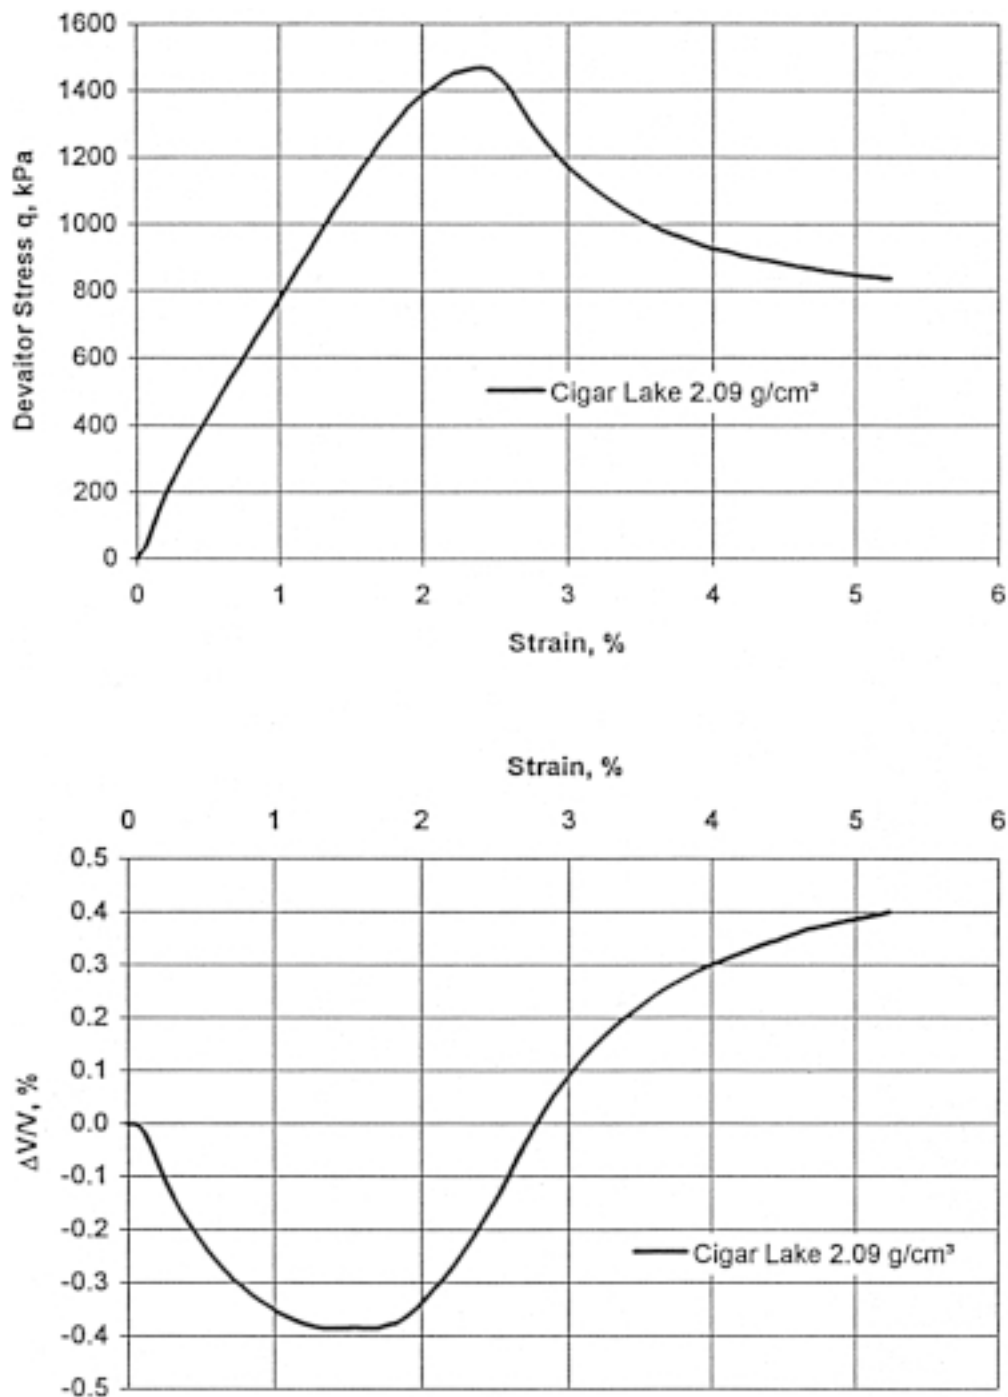 1600
1400
1200
1000
800
600
400
200
0
Devaitor Stress q, kPa
Cigar Lake 2.09 g/cm³
0 1 2 3 4 5 6
Strain, %
Strain, %
0 1 2 3 4 5 6
0.5
0.4
0.3
0.2
0.1
0.0
-0.1
-0.2
-0.3
-0.4
-0.5
ΔV/V, %
Cigar Lake 2.09 g/cm³